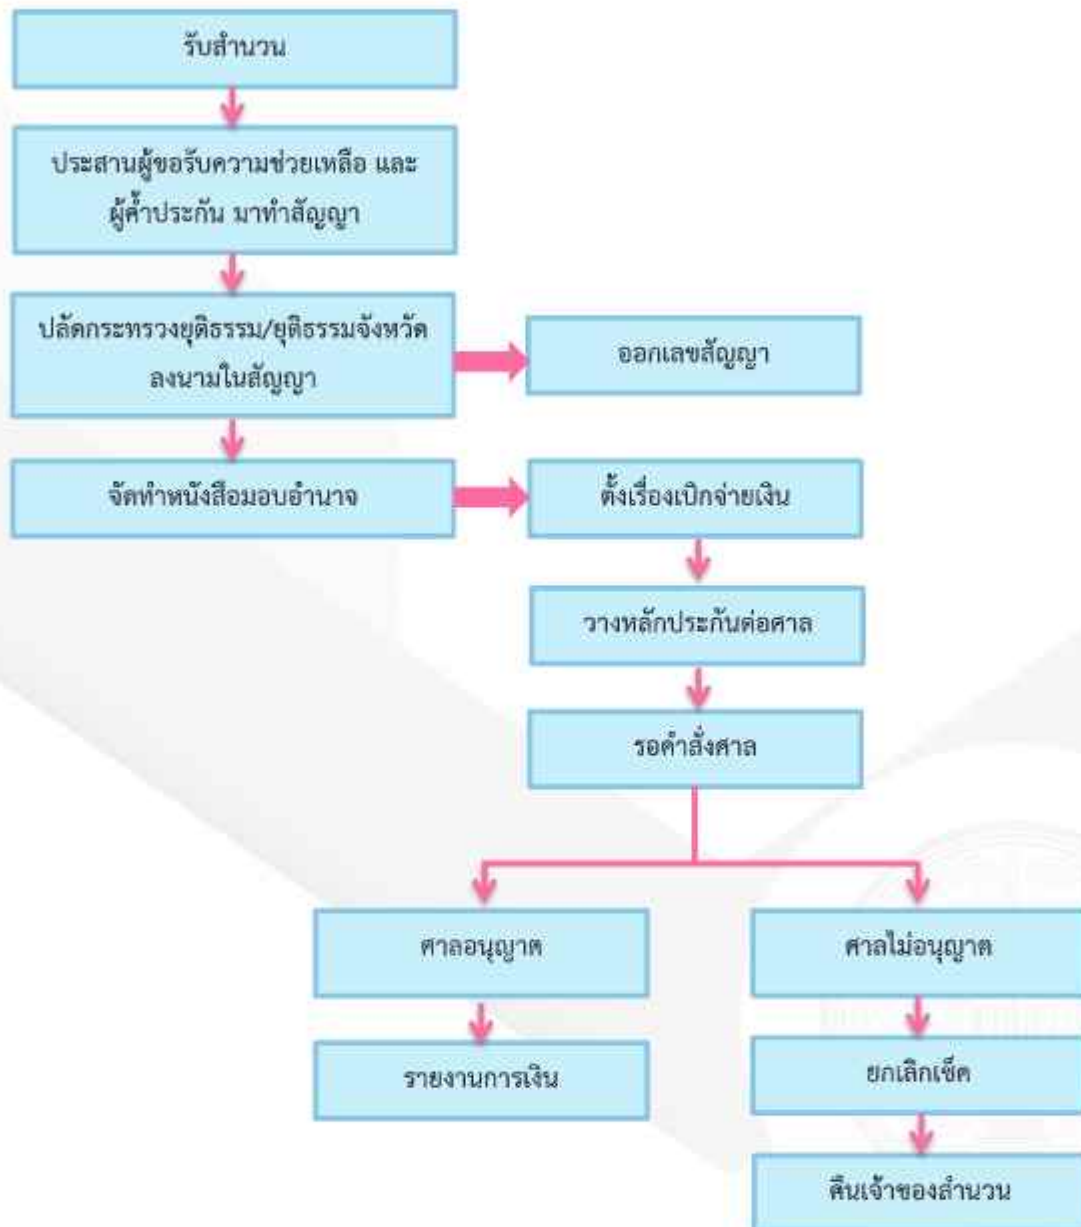 รับสำนวน
ประสานผู้ขอรับความช่วยเหลือ และ
ผู้ค้ำประกัน มาทำสัญญา
ปลัดกระทรวงยุติธรรม/ยุติธรรมจังหวัด
ลงนามในสัญญา
ออกเลขสัญญา
จัดทำหนังสือมอบอำนาจ
ตั้งเรื่องเบิกจ่ายเงิน
วางหลักประกันต่อศาล
รอคำสั่งศาล
ศาลอนุญาต
ศาลไม่อนุญาต
รายงานการเงิน
ยกเลิกเช็ค
คืนเจ้าของสำนวน